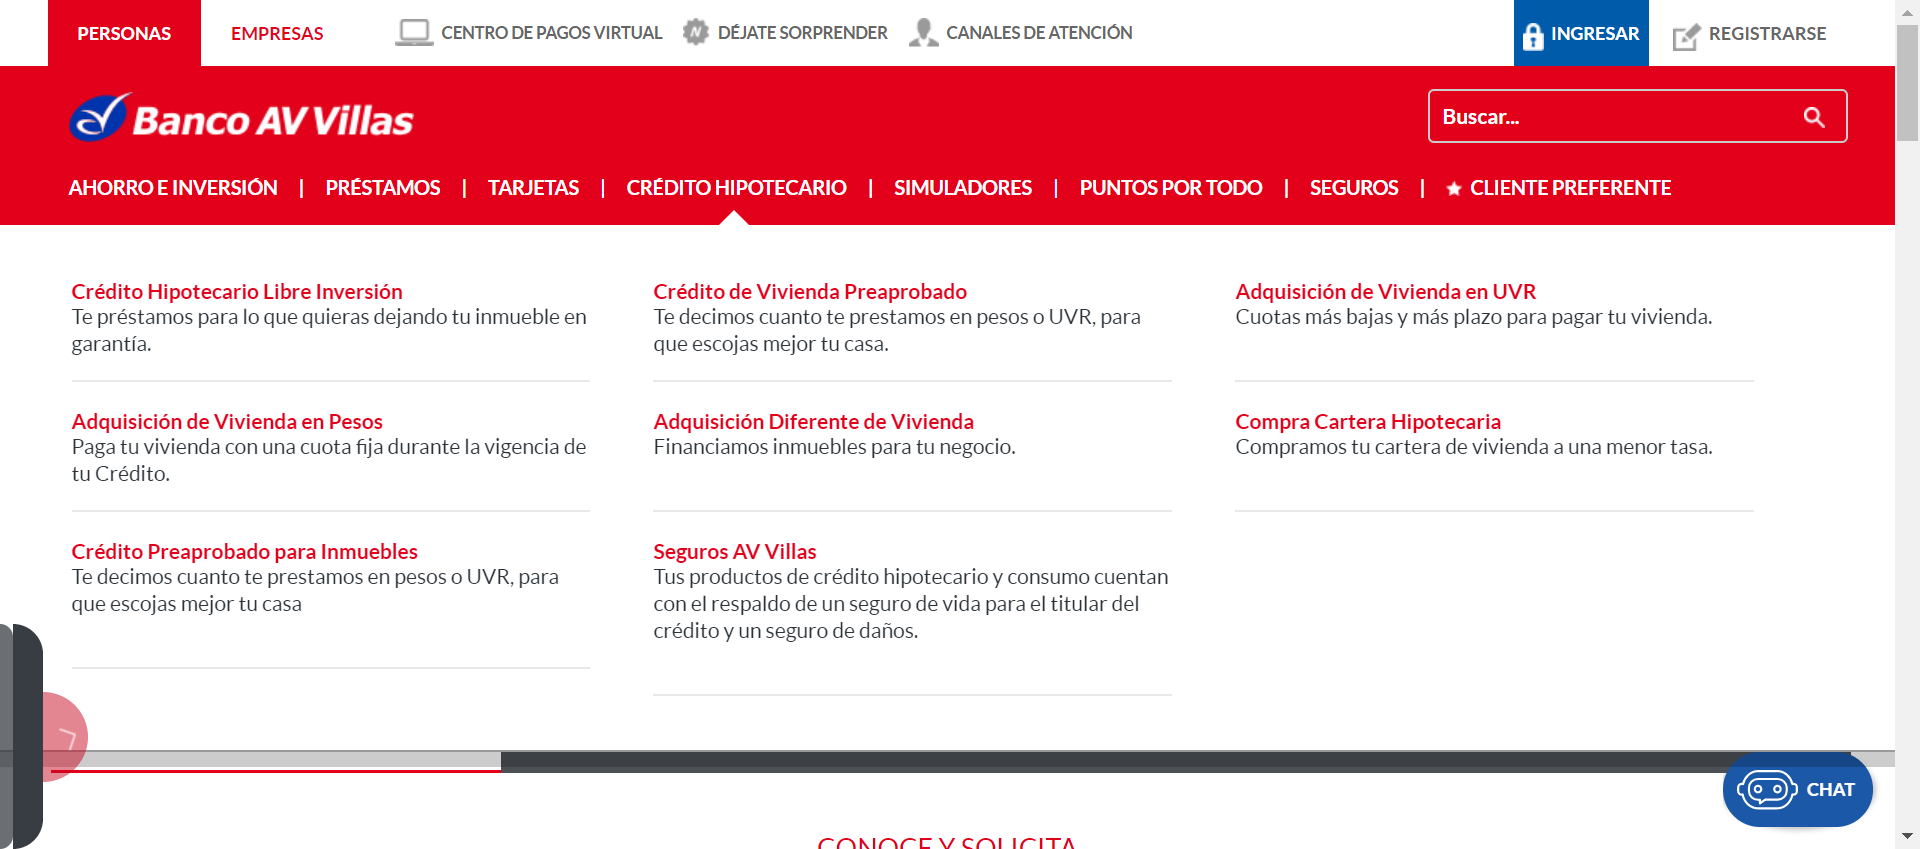 PERSONAS
EMPRESAS
CENTRO DE PAGOS VIRTUAL
DÉJATE SORPRENDER
CANALES DE ATENCIÓN
INGRESAR
REGISTRARSE
Banco AV Villas
Buscar...
AHORRO E INVERSIÓN | PRÉSTAMOS | TARJETAS | CRÉDITO HIPOTECARIO | SIMULADORES | PUNTOS POR TODO | SEGUROS | CLIENTE PREFERENTE
Crédito Hipotecario Libre Inversión
Te préstamos para lo que quieras dejando tu inmueble en
garantía.
Crédito de Vivienda Preaprobado
Te decimos cuanto te prestamos en pesos o UVR, para
que escojas mejor tu casa.
Adquisición de Vivienda en UVR
Cuotas más bajas y más plazo para pagar tu vivienda.
Adquisición de Vivienda en Pesos
Paga tu vivienda con una cuota fija durante la vigencia de
tu Crédito.
Adquisición Diferente de Vivienda
Financiamos inmuebles para tu negocio.
Compra Cartera Hipotecaria
Compramos tu cartera de vivienda a una menor tasa.
Crédito Preaprobado para Inmuebles
Te decimos cuanto te prestamos en pesos o UVR, para
que escojas mejor tu casa
Seguros AV Villas
Tus productos de crédito hipotecario y consumo cuentan
con el respaldo de un seguro de vida para el titular del
crédito y un seguro de daños.
CHAT
CONOCE Y SOLICITA